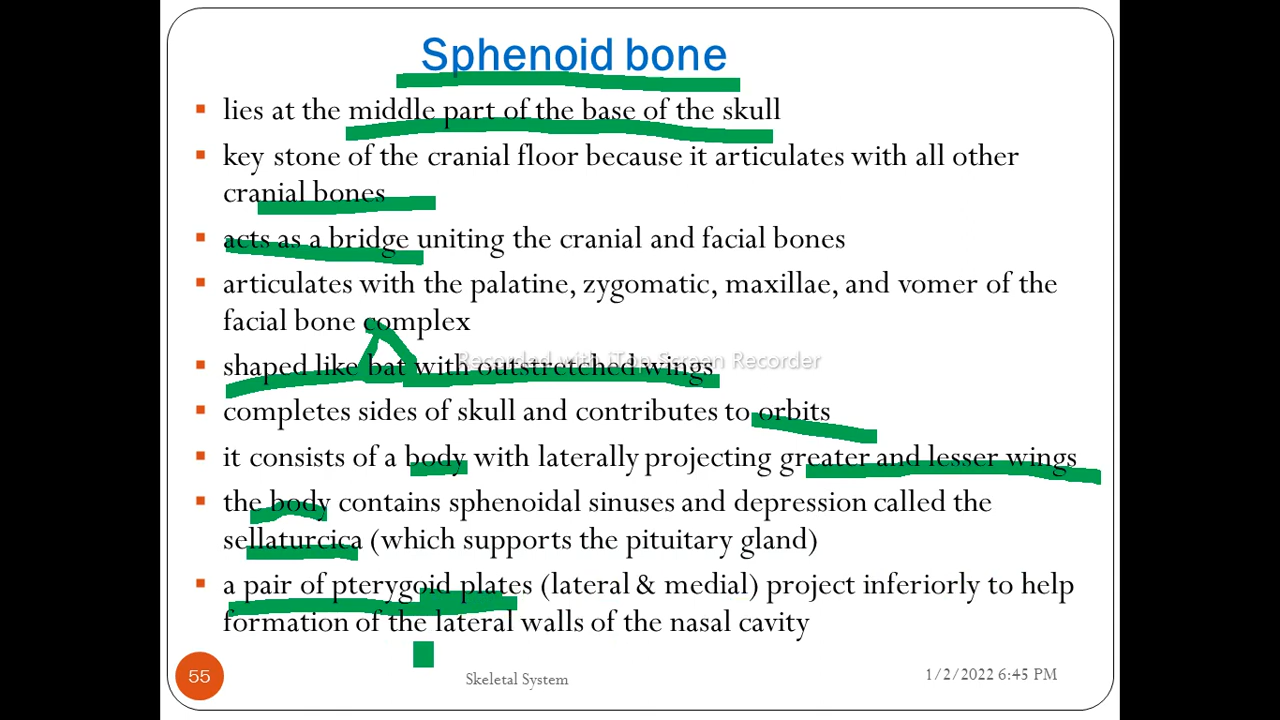 Sphenoid bone
▪ lies at the middle part of the base of the skull
▪ key stone of the cranial floor because it articulates with all other
cranial bones
▪ acts as a bridge uniting the cranial and facial bones
▪ articulates with the palatine, zygomatic, maxillae, and vomer of the
facial bone complex
▪ shaped like bat with outstretched wings
Recorded with iTop Screen Recorder
▪ completes sides of skull and contributes to orbits
▪ it consists of a body with laterally projecting greater and lesser wings
▪ the body contains sphenoidal sinuses and depression called the
sellaturcica (which supports the pituitary gland)
▪ a pair of pterygoid plates (lateral & medial) project inferiorly to help
formation of the lateral walls of the nasal cavity
55
Skeletal System
1/2/2022 6:45 PM